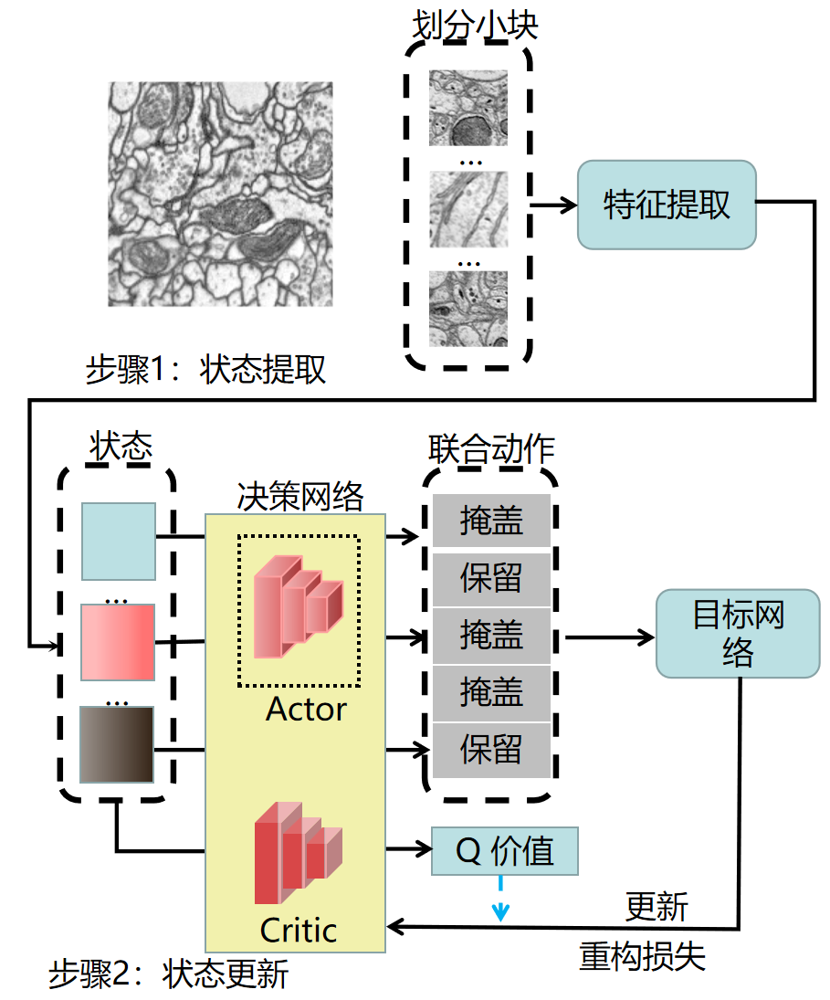 划分小块
...
特征提取
...
步骤1：状态提取
状态
联合动作
决策网络
掩盖
保留
...
掩盖
目标网
络
...
Actor
掩盖
保留
Q 价值
更新
Critic
重构损失
步骤2：状态更新